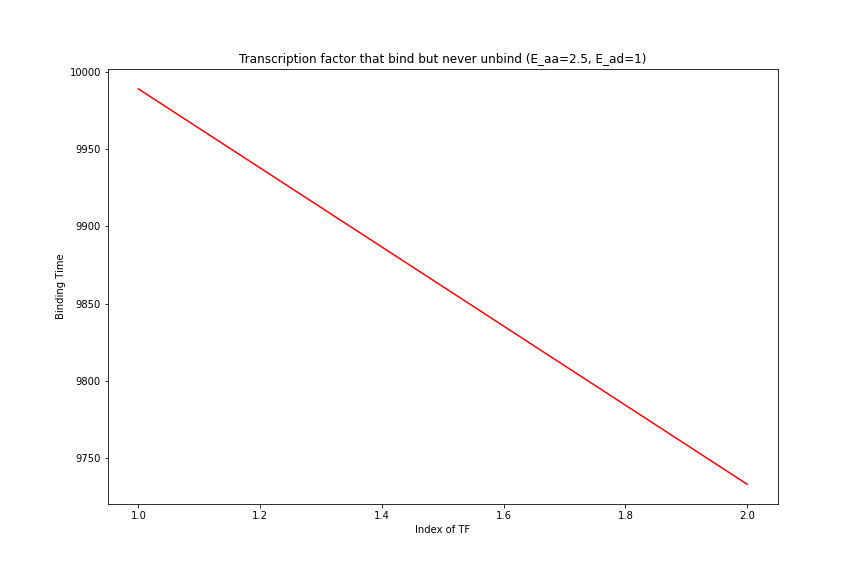 Transcription factor that bind but never unbind (E_aa=2.5, E_ad=1)
10000
9950
9900
9850
9800
9750
Binding Time
1.0 1.2 1.4 1.6 1.8 2.0
Index of TF